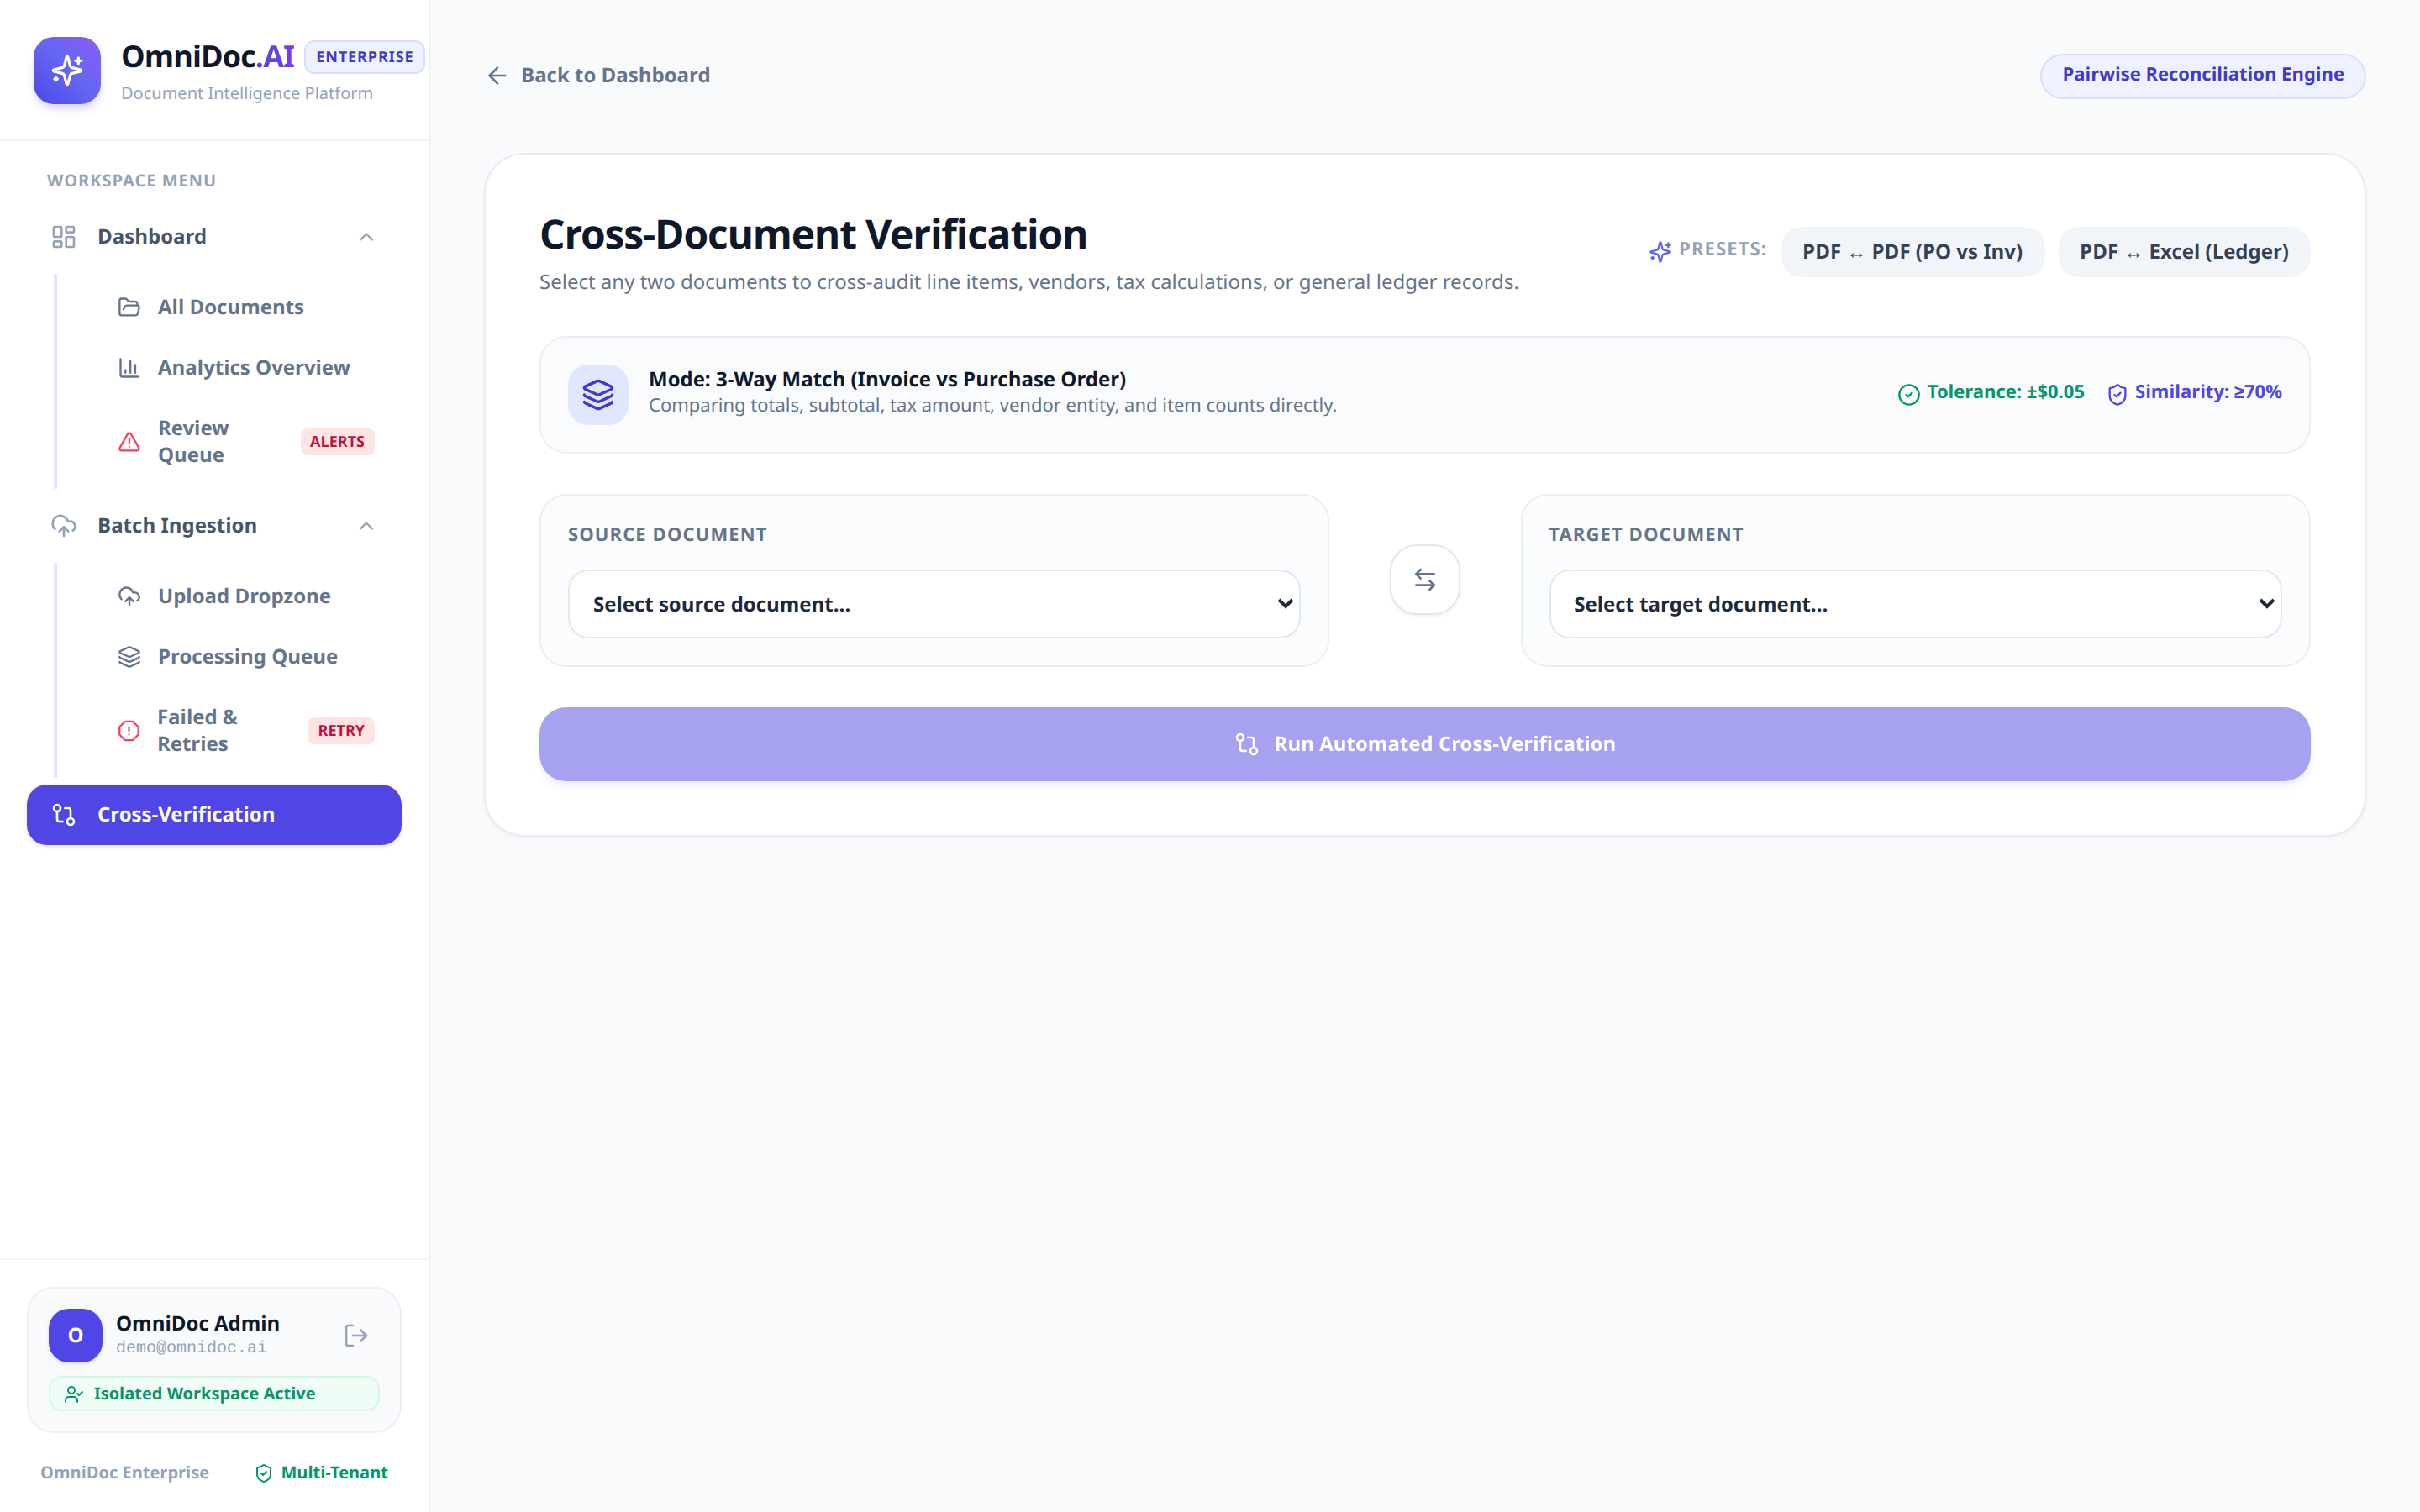 OmniDoc.AI ENTERPRISE
Document Intelligence Platform
WORKSPACE MENU
Dashboard
All Documents
Analytics Overview
Review
Queue
ALERTS
Batch Ingestion
Upload Dropzone
Processing Queue
Failed &
Retries
RETRY
Cross-Verification
O
OmniDoc Admin
demo@omnidoc.ai
Isolated Workspace Active
OmniDoc Enterprise
Multi-Tenant
Back to Dashboard
Pairwise Reconciliation Engine
Cross-Document Verification
Select any two documents to cross-audit line items, vendors, tax calculations, or general ledger records.
PRESETS:
PDF ↔ PDF (PO vs Inv)
PDF ↔ Excel (Ledger)
Mode: 3-Way Match (Invoice vs Purchase Order)
Comparing totals, subtotal, tax amount, vendor entity, and item counts directly.
Tolerance: ±$0.05
Similarity: ≥70%
SOURCE DOCUMENT
Select source document...
TARGET DOCUMENT
Select target document...
Run Automated Cross-Verification